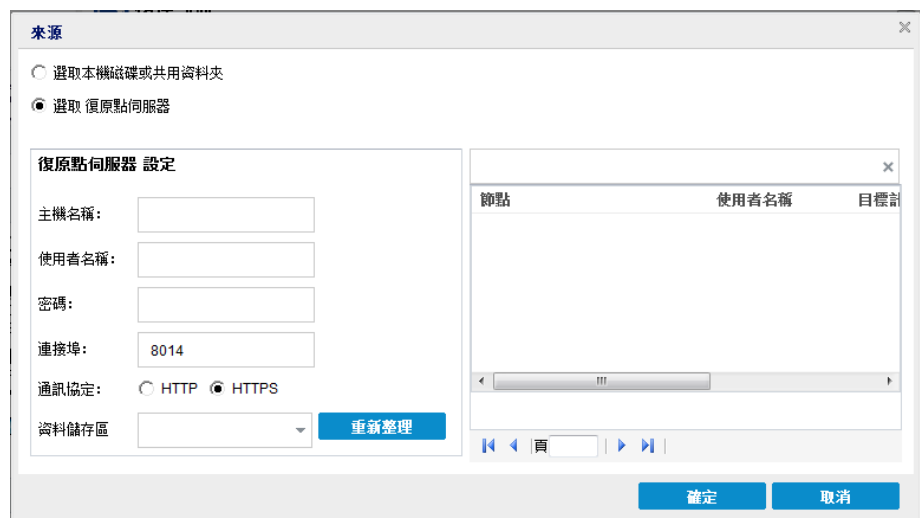 來源
選取本機磁碟或共用資料夾
選取 復原點伺服器
復原點伺服器 設定
主機名稱:
使用者名稱:
密碼:
連接埠: 8014
通訊協定: HTTP HTTPS
資料儲存區 重新整理
節點 使用者名稱 目標計
頁
確定 取消